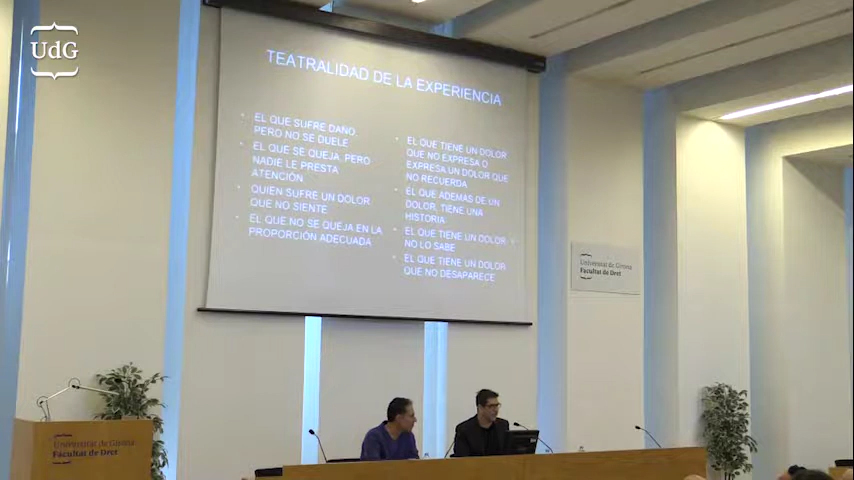 UdG
TEATRALIDAD DE LA EXPERIENCIA
• EL QUE SUFRE DAÑO,
PERO NO SE DUELE
• EL QUE SE QUEJA, PERO
NADIE LE PRESTA
ATENCIÓN
• QUIEN SUFRE UN DOLOR
QUE NO SIENTE
• EL QUE NO SE QUEJA EN LA
PROPORCIÓN ADECUADA
• EL QUE TIENE UN DOLOR
QUE NO EXPRESA O
EXPRESA UN DOLOR QUE
NO RECUERDA
• EL QUE ADEMAS DE UN
DOLOR, TIENE UNA
HISTORIA
• EL QUE TIENE UN DOLOR Y
NO LO SABE
• EL QUE TIENE UN DOLOR
QUE NO DESAPARECE
Universitat de Girona
Facultat de Dret
Universitat de Girona
Facultat de Dret